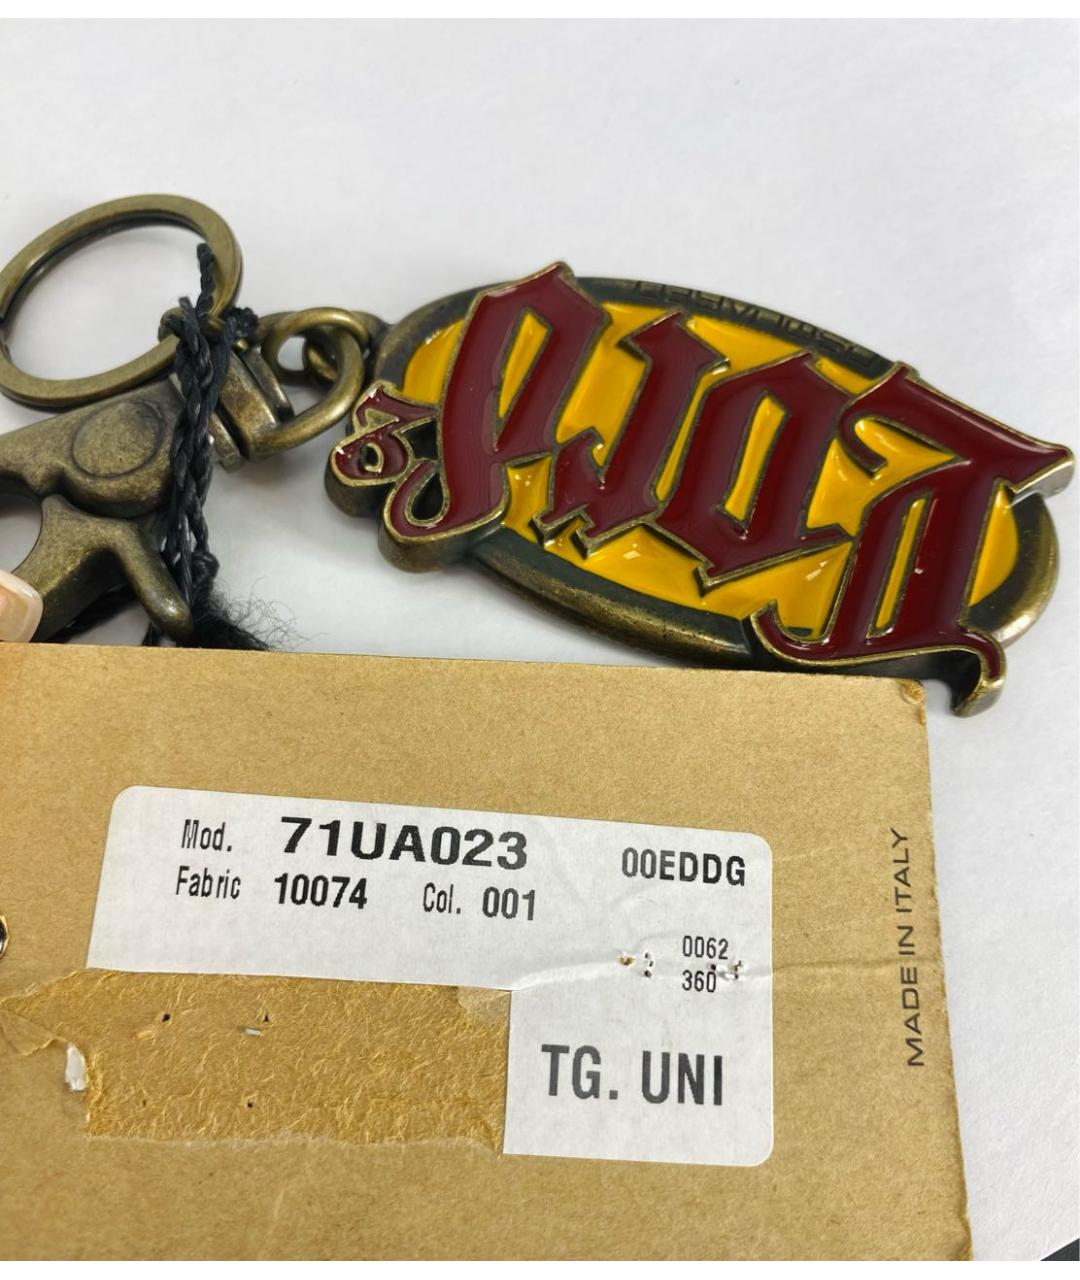 Mod. 71UA023 00EDDG
Fabric 10074 Col. 001
0062
360
TG. UNI
MADE IN ITALY